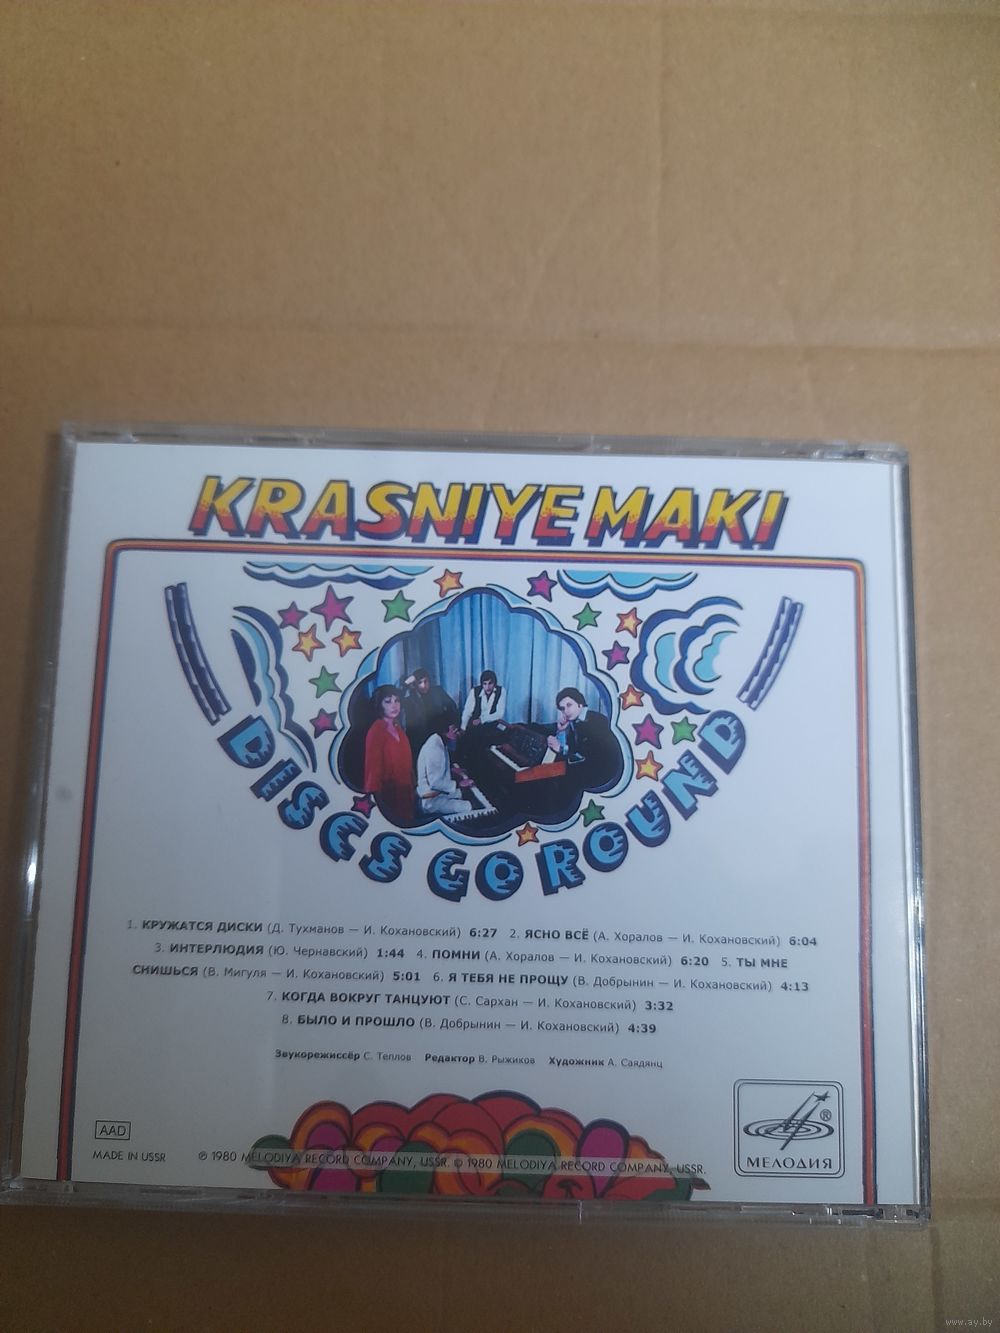 KRASNIYE MAKI
DISCS GO ROUND
1. КРУЖАТСЯ ДИСКИ (Д. Тухманов — И. Кохановский) 6:27 2. ЯСНО ВСЁ (А. Хоралов — И. Кохановский) 6:04
3. ИНТЕРЛЮДИЯ (Ю. Чернавский) 1:44 4. ПОМНИ (А. Хоралов — И. Кохановский) 6:20 5. ТЫ МНЕ
СНИШЬСЯ (В. Мигуля — И. Кохановский) 5:01 6. Я ТЕБЯ НЕ ПРОЩУ (В. Добрынин — И. Кохановский) 4:13
7. КОГДА ВОКРУГ ТАНЦУЮТ (С. Сархан — И. Кохановский) 3:32
8. БЫЛО И ПРОШЛО (В. Добрынин — И. Кохановский) 4:39
Звукорежиссёр С. Теплов Редактор В. Рыжиков Художник А. Саядянц
AAD
MADE IN USSR
℗ 1980 MELODIYA RECORD COMPANY, USSR. © 1980 MELODIYA RECORD COMPANY, USSR.
®
МЕЛОДИЯ
www.ay.by